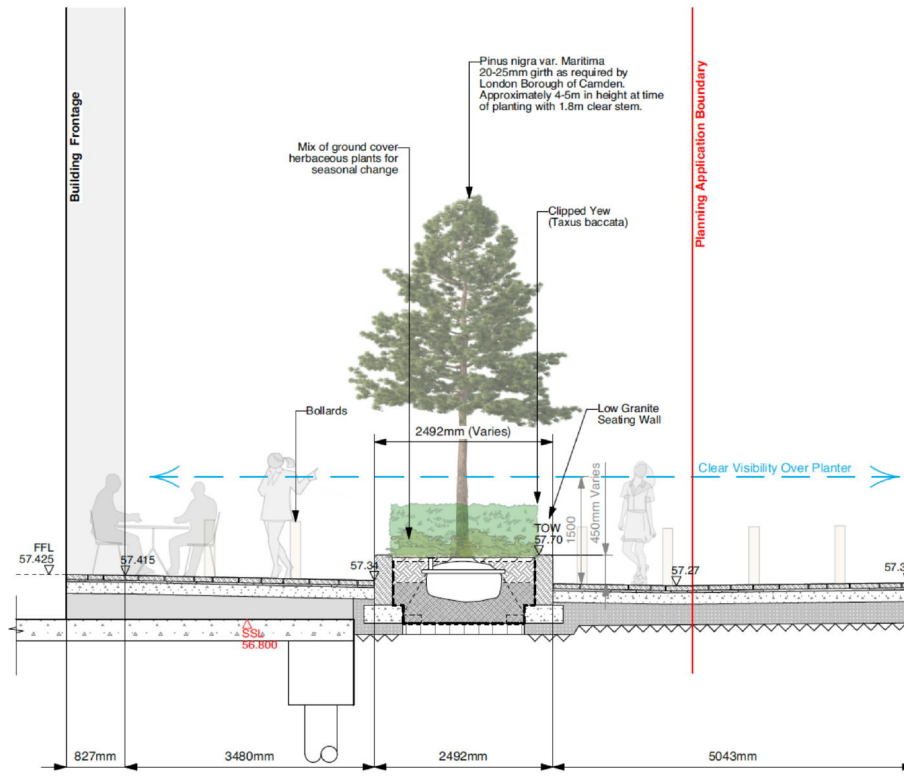 Pinus nigra var. Maritima
20-25mm girth as required by
London Borough of Camden.
Approximately 4-5m in height at time
of planting with 1.8m clear stem.
Building Frontage
Planning Application Boundary
Mix of ground cover
herbaceous plants for
seasonal change
Clipped Yew
(Taxus baccata)
Bollards
Low Granite
Seating Wall
2492mm (Varies)
Clear Visibility Over Planter
1500
450mm Varies
TOW
57.70
FFL
57.425
57.415
57.34
57.27
57.3
SSL
56.800
827mm
3480mm
2492mm
5043mm